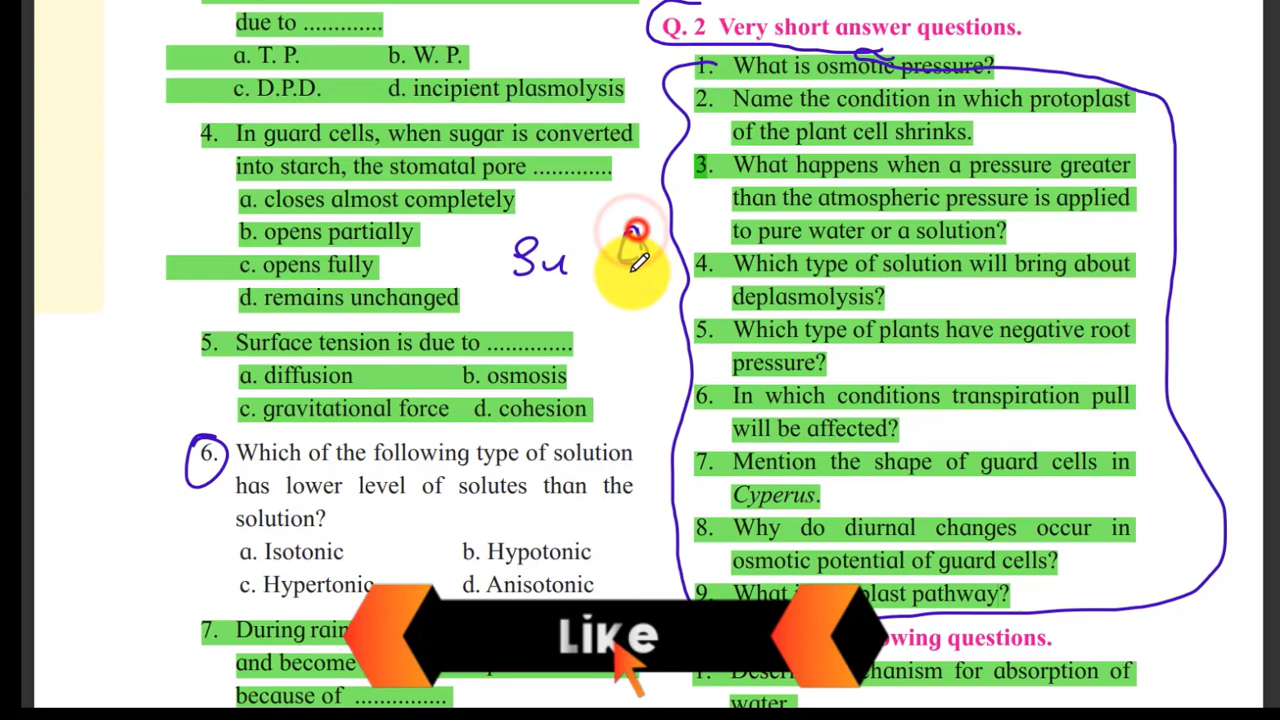 due to .............
a. T. P. b. W. P.
c. D.P.D. d. incipient plasmolysis
4. In guard cells, when sugar is converted
into starch, the stomatal pore .............
a. closes almost completely
b. opens partially
c. opens fully
d. remains unchanged
5. Surface tension is due to ..............
a. diffusion b. osmosis
c. gravitational force d. cohesion
6. Which of the following type of solution
has lower level of solutes than the
solution?
a. Isotonic b. Hypotonic
c. Hypertonic d. Anisotonic
7. During rain
and become
because of ...............
Su
Q. 2 Very short answer questions.
1. What is osmotic pressure?
2. Name the condition in which protoplast
of the plant cell shrinks.
3. What happens when a pressure greater
than the atmospheric pressure is applied
to pure water or a solution?
4. Which type of solution will bring about
deplasmolysis?
5. Which type of plants have negative root
pressure?
6. In which conditions transpiration pull
will be affected?
7. Mention the shape of guard cells in
Cyperus.
8. Why do diurnal changes occur in
osmotic potential of guard cells?
9. What plast pathway?
wing questions.
1. hanism for absorption of
water.
Like